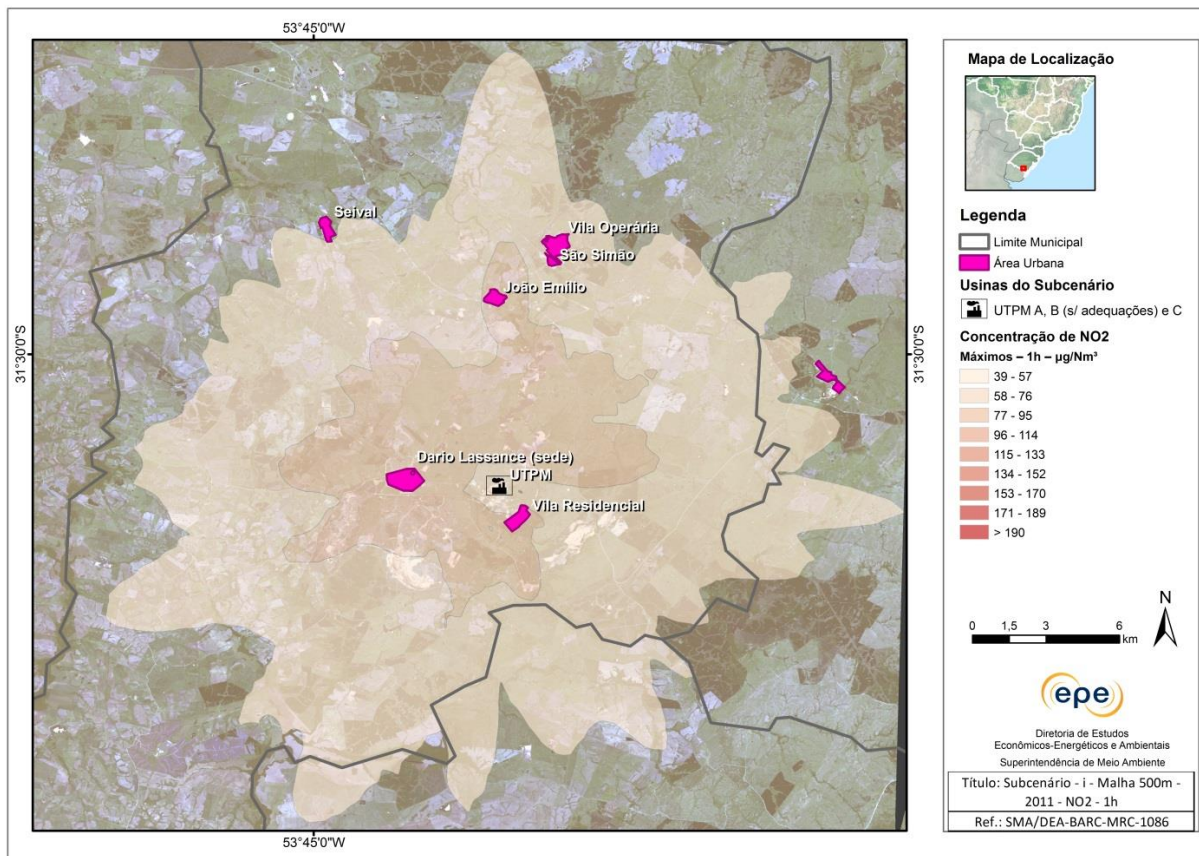 53°45'0"W
31°30'0"S
Seival
Vila Operária
São Simão
João Emílio
31°30'0"S
Dario Lassance (sede)
UTPM
Vila Residencial
53°45'0"W
Mapa de Localização
Legenda
Limite Municipal
Área Urbana
Usinas do Subcenário
UTPM A, B (s/ adequações) e C
Concentração de NO2
Máximos – 1h – µg/Nm³
39 - 57
58 - 76
77 - 95
96 - 114
115 - 133
134 - 152
153 - 170
171 - 189
> 190
N
0 1,5 3 6
km
epe
Diretoria de Estudos
Econômicos-Energéticos e Ambientais
Superintendência de Meio Ambiente
Título: Subcenário - i - Malha 500m -
2011 - NO2 - 1h
Ref.: SMA/DEA-BARC-MRC-1086